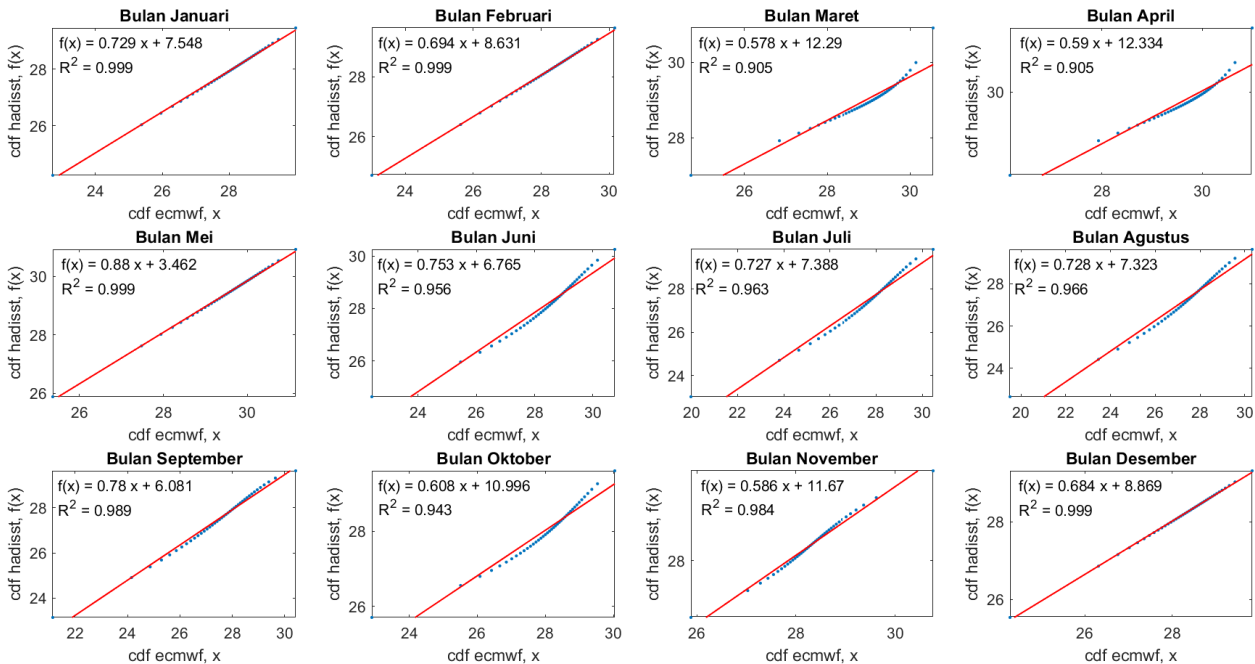 Bulan Januari
f(x) = 0.729 x + 7.548
R² = 0.999
cdf hadisst, f(x)
28
26
24 26 28
cdf ecmwf, x
Bulan Februari
f(x) = 0.694 x + 8.631
R² = 0.999
cdf hadisst, f(x)
28
26
24 26 28 30
cdf ecmwf, x
Bulan Maret
f(x) = 0.578 x + 12.29
R² = 0.905
cdf hadisst, f(x)
30
28
26 28 30
cdf ecmwf, x
Bulan April
f(x) = 0.59 x + 12.334
R² = 0.905
cdf hadisst, f(x)
30
28 30
cdf ecmwf, x
Bulan Mei
f(x) = 0.88 x + 3.462
R² = 0.999
cdf hadisst, f(x)
30
28
26
26 28 30
cdf ecmwf, x
Bulan Juni
f(x) = 0.753 x + 6.765
R² = 0.956
cdf hadisst, f(x)
30
28
26
24 26 28 30
cdf ecmwf, x
Bulan Juli
f(x) = 0.727 x + 7.388
R² = 0.963
cdf hadisst, f(x)
28
26
24
20 22 24 26 28 30
cdf ecmwf, x
Bulan Agustus
f(x) = 0.728 x + 7.323
R² = 0.966
cdf hadisst, f(x)
28
26
24
20 22 24 26 28 30
cdf ecmwf, x
Bulan September
f(x) = 0.78 x + 6.081
R² = 0.989
cdf hadisst, f(x)
28
26
24
22 24 26 28 30
cdf ecmwf, x
Bulan Oktober
f(x) = 0.608 x + 10.996
R² = 0.943
cdf hadisst, f(x)
28
26
24 26 28 30
cdf ecmwf, x
Bulan November
f(x) = 0.586 x + 11.67
R² = 0.984
cdf hadisst, f(x)
28
26 28 30
cdf ecmwf, x
Bulan Desember
f(x) = 0.684 x + 8.869
R² = 0.999
cdf hadisst, f(x)
28
26
26 28
cdf ecmwf, x